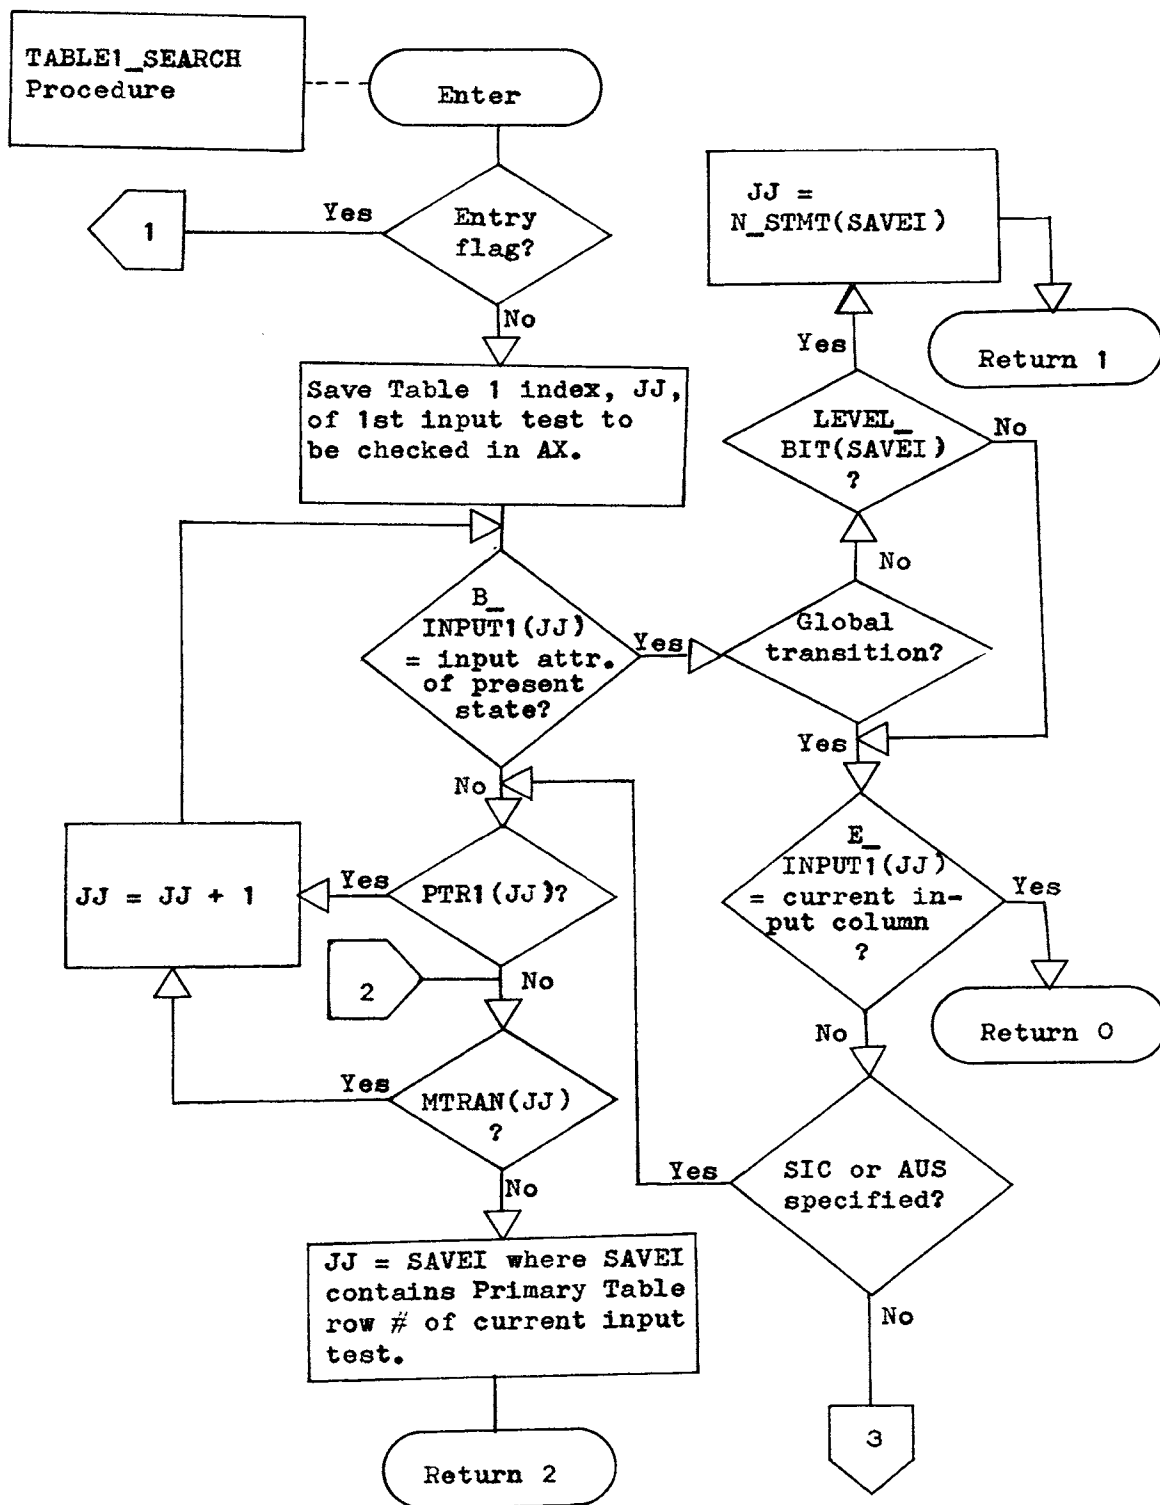 TABLE1_SEARCH
Procedure
Enter
Entry
flag?
Yes
1
No
Save Table 1 index, JJ,
of 1st input test to
be checked in AX.
B_
INPUT1(JJ)
= input attr.
of present
state?
Yes
No
Global
transition?
No
Yes
LEVEL_
BIT(SAVEI)
?
Yes
No
JJ =
N_STMT(SAVEI)
Return 1
E_
INPUT1(JJ)
= current in-
put column
?
Yes
Return 0
No
SIC or AUS
specified?
Yes
No
3
PTR1(JJ)?
Yes
JJ = JJ + 1
No
2
MTRAN(JJ)
?
Yes
No
JJ = SAVEI where SAVEI
contains Primary Table
row # of current input
test.
Return 2